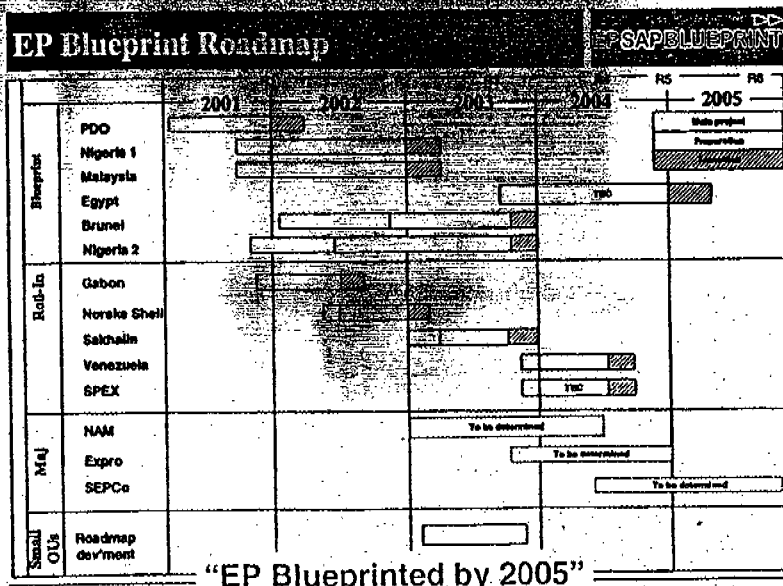 EP Blueprint Roadmap
EPSAPBLUEPRINT
R5 R6
2001 2002 2003 2004 2005
Blueprint
PDO
Main project
Preparation
Nigeria 1
Malaysia
Egypt
TBC
Brunei
Nigeria 2
Roll-In
Gabon
Norske Shell
Sakhalin
Venezuela
SPEX
TBC
Maj
NAM
To be determined
Expro
To be determined
SEPCo
To be determined
Small OUs
Roadmap
dev'ment
"EP Blueprinted by 2005"